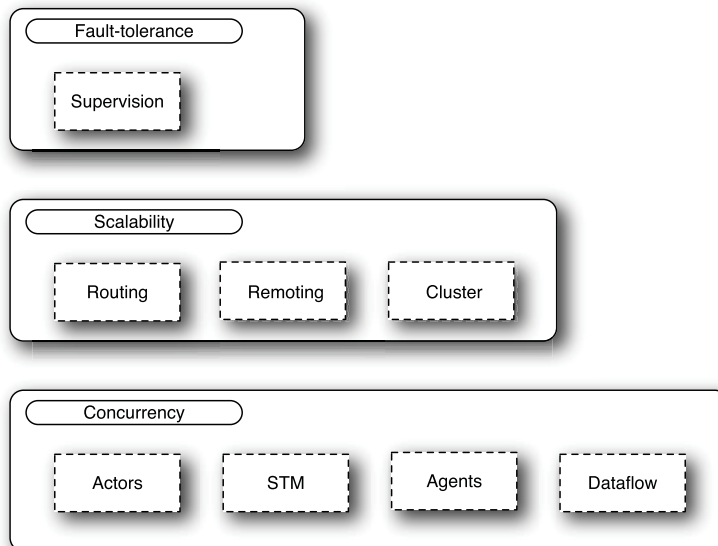 Fault-tolerance
Supervision
Scalability
Routing Remoting Cluster
Concurrency
Actors STM Agents Dataflow